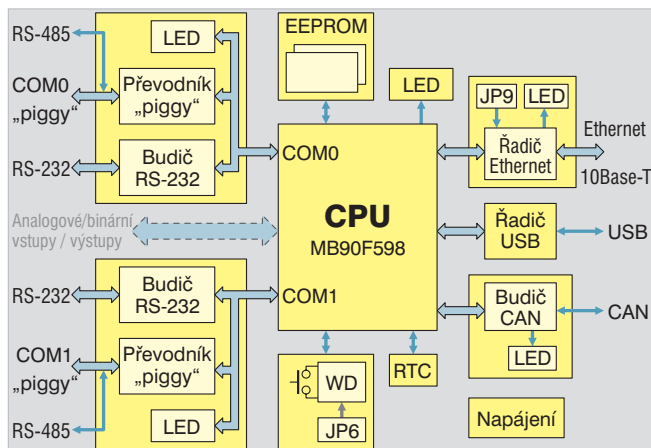 RS-485
COM0
„piggy“
RS-232
LED
Převodník
„piggy“
Budič
RS-232
EEPROM
LED
JP9
LED
Řadič
Ethernet
Ethernet
10Base-T
COM0
CPU
MB90F598
COM1
Analogové/binární
vstupy / výstupy
Řadič
USB
USB
RS-232
COM1
„piggy“
RS-485
Budič
RS-232
Převodník
„piggy“
LED
WD
JP6
RTC
Budič
CAN
LED
CAN
Napájení